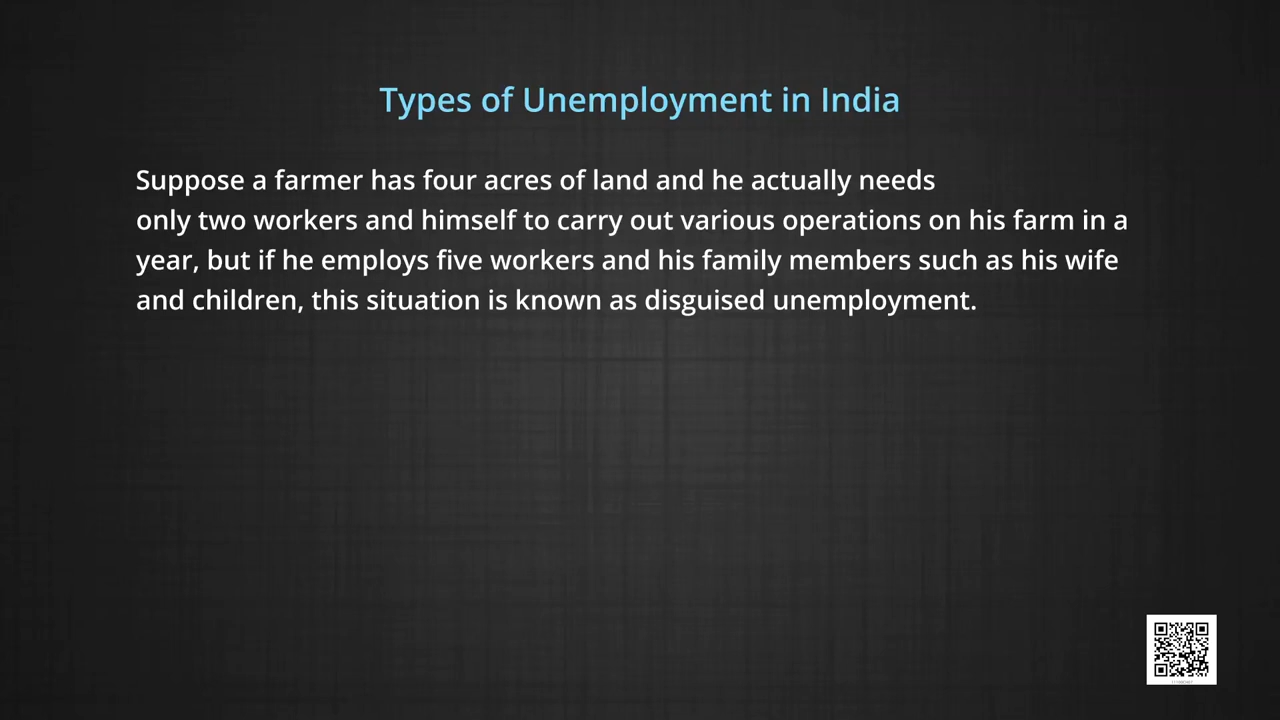 Types of Unemployment in India
Suppose a farmer has four acres of land and he actually needs
only two workers and himself to carry out various operations on his farm in a
year, but if he employs five workers and his family members such as his wife
and children, this situation is known as disguised unemployment.